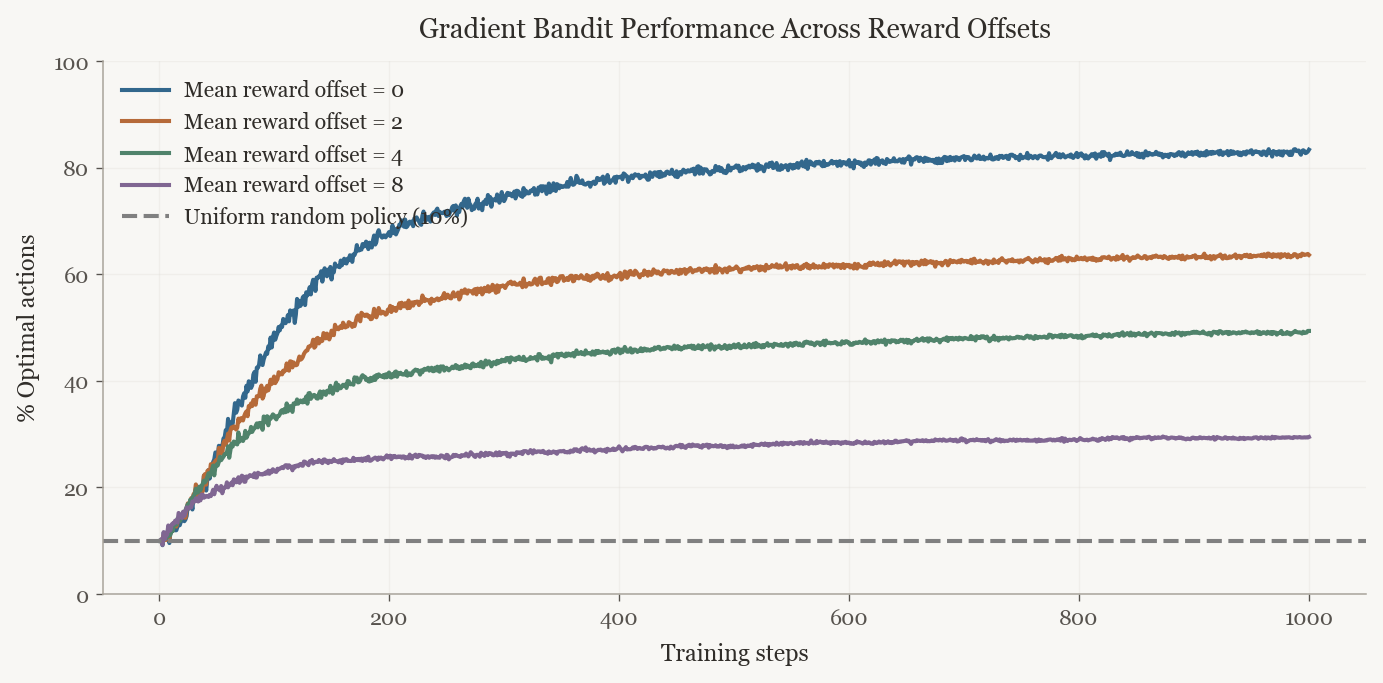 Gradient Bandit Performance Across Reward Offsets
100
80
60
40
20
0
% Optimal actions
Mean reward offset = 0
Mean reward offset = 2
Mean reward offset = 4
Mean reward offset = 8
Uniform random policy (10%)
0 200 400 600 800 1000
Training steps